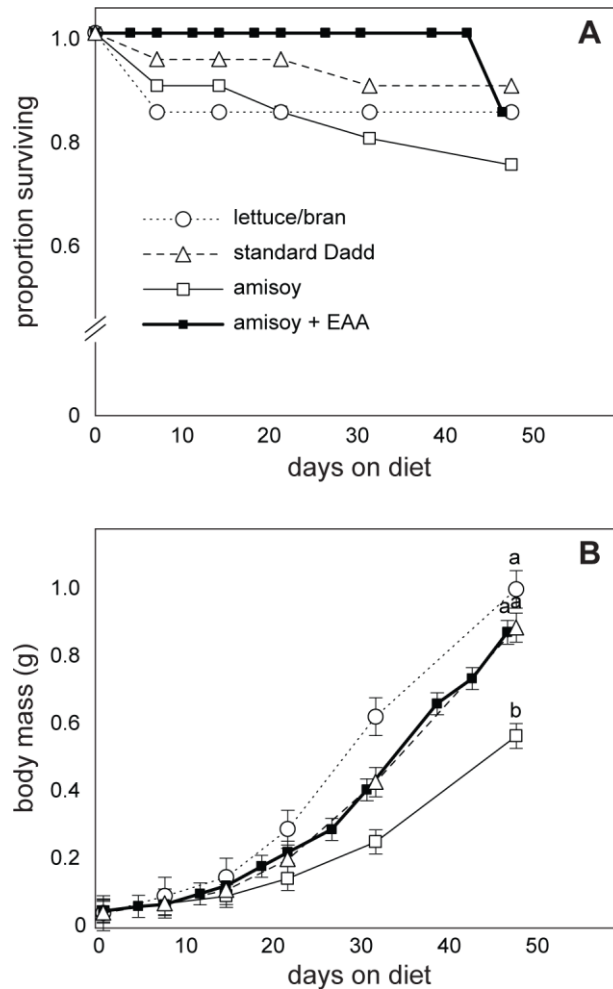 A
1.0
0.8
0.6
0
proportion surviving
lettuce/bran
standard Dadd
amisoy
amisoy + EAA
0 10 20 30 40 50
days on diet
B
1.0
0.8
0.6
0.4
0.2
0
body mass (g)
a
a
a
b
0 10 20 30 40 50
days on diet